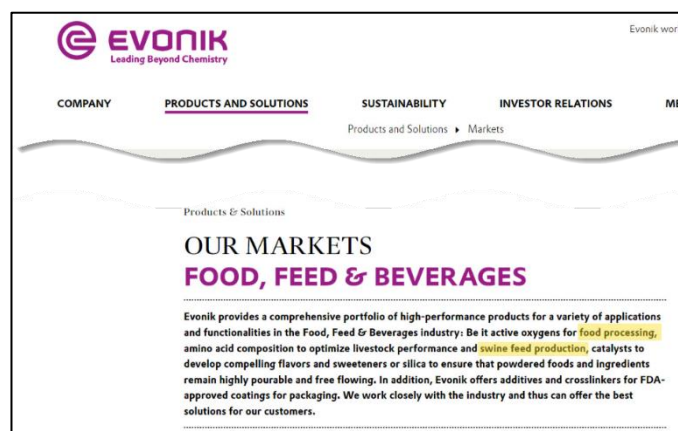 Evonik wor
EVONIK
Leading Beyond Chemistry
COMPANY PRODUCTS AND SOLUTIONS SUSTAINABILITY INVESTOR RELATIONS ME
Products and Solutions ▸ Markets
Products & Solutions
OUR MARKETS
FOOD, FEED & BEVERAGES
Evonik provides a comprehensive portfolio of high-performance products for a variety of applications
and functionalities in the Food, Feed & Beverages industry: Be it active oxygens for food processing,
amino acid composition to optimize livestock performance and swine feed production, catalysts to
develop compelling flavors and sweeteners or silica to ensure that powdered foods and ingredients
remain highly pourable and free flowing. In addition, Evonik offers additives and crosslinkers for FDA-
approved coatings for packaging. We work closely with the industry and thus can offer the best
solutions for our customers.